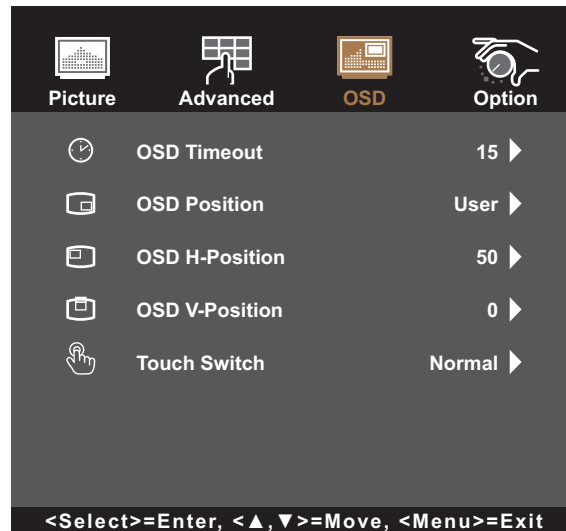 Picture Advanced OSD Option
OSD Timeout 15
OSD Position User
OSD H-Position 50
OSD V-Position 0
Touch Switch Normal
<Select>=Enter, <▲,▼>=Move, <Menu>=Exit